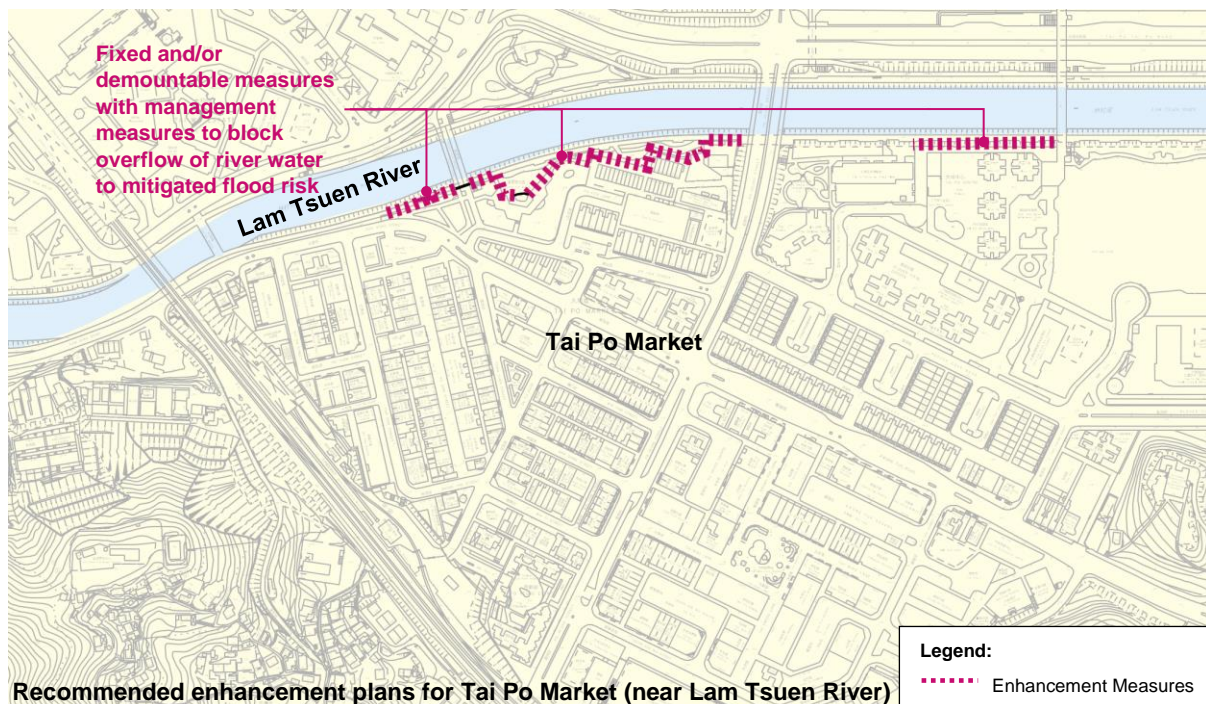 Fixed and/or
demountable measures
with management
measures to block
overflow of river water
to mitigated flood risk
Lam Tsuen River
Tai Po Market
Legend:
Enhancement Measures
Recommended enhancement plans for Tai Po Market (near Lam Tsuen River)